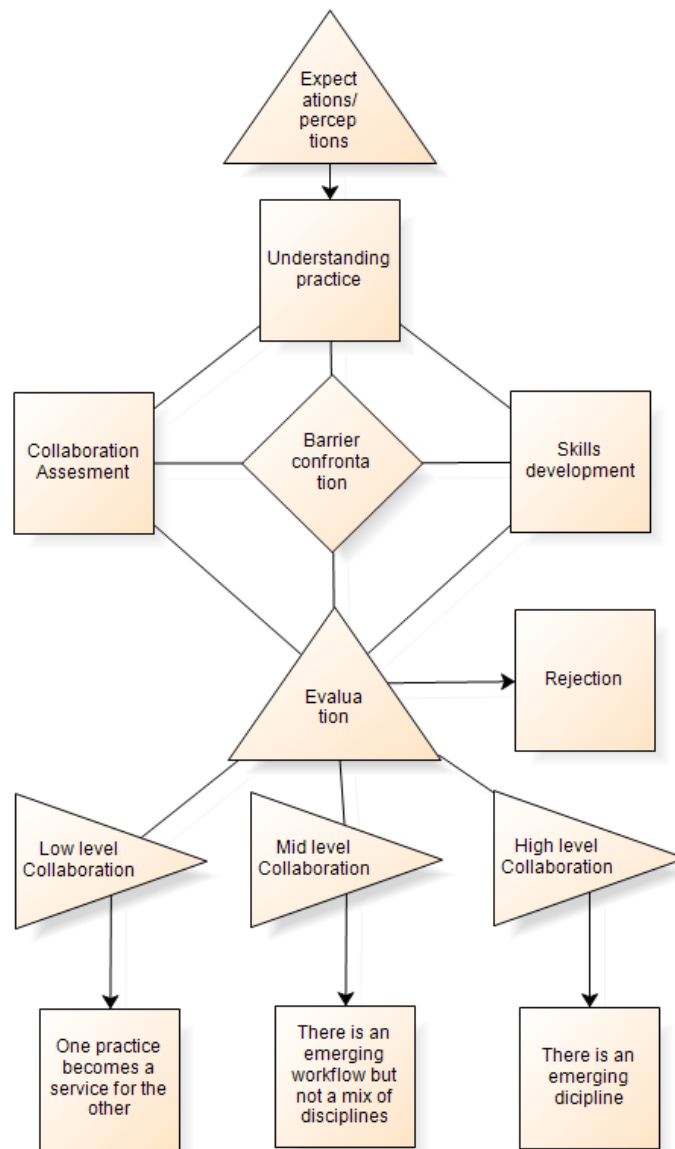 Expect
ations/
percep
tions
Understanding
practice
Collaboration
Assesment
Barrier
confronta
tion
Skills
development
Evalua
tion
Rejection
Low level
Collaboration
Mid level
Collaboration
High level
Collaboration
One practice
becomes a
service for the
other
There is an
emerging
workflow but
not a mix of
disciplines
There is an
emerging
dicipline